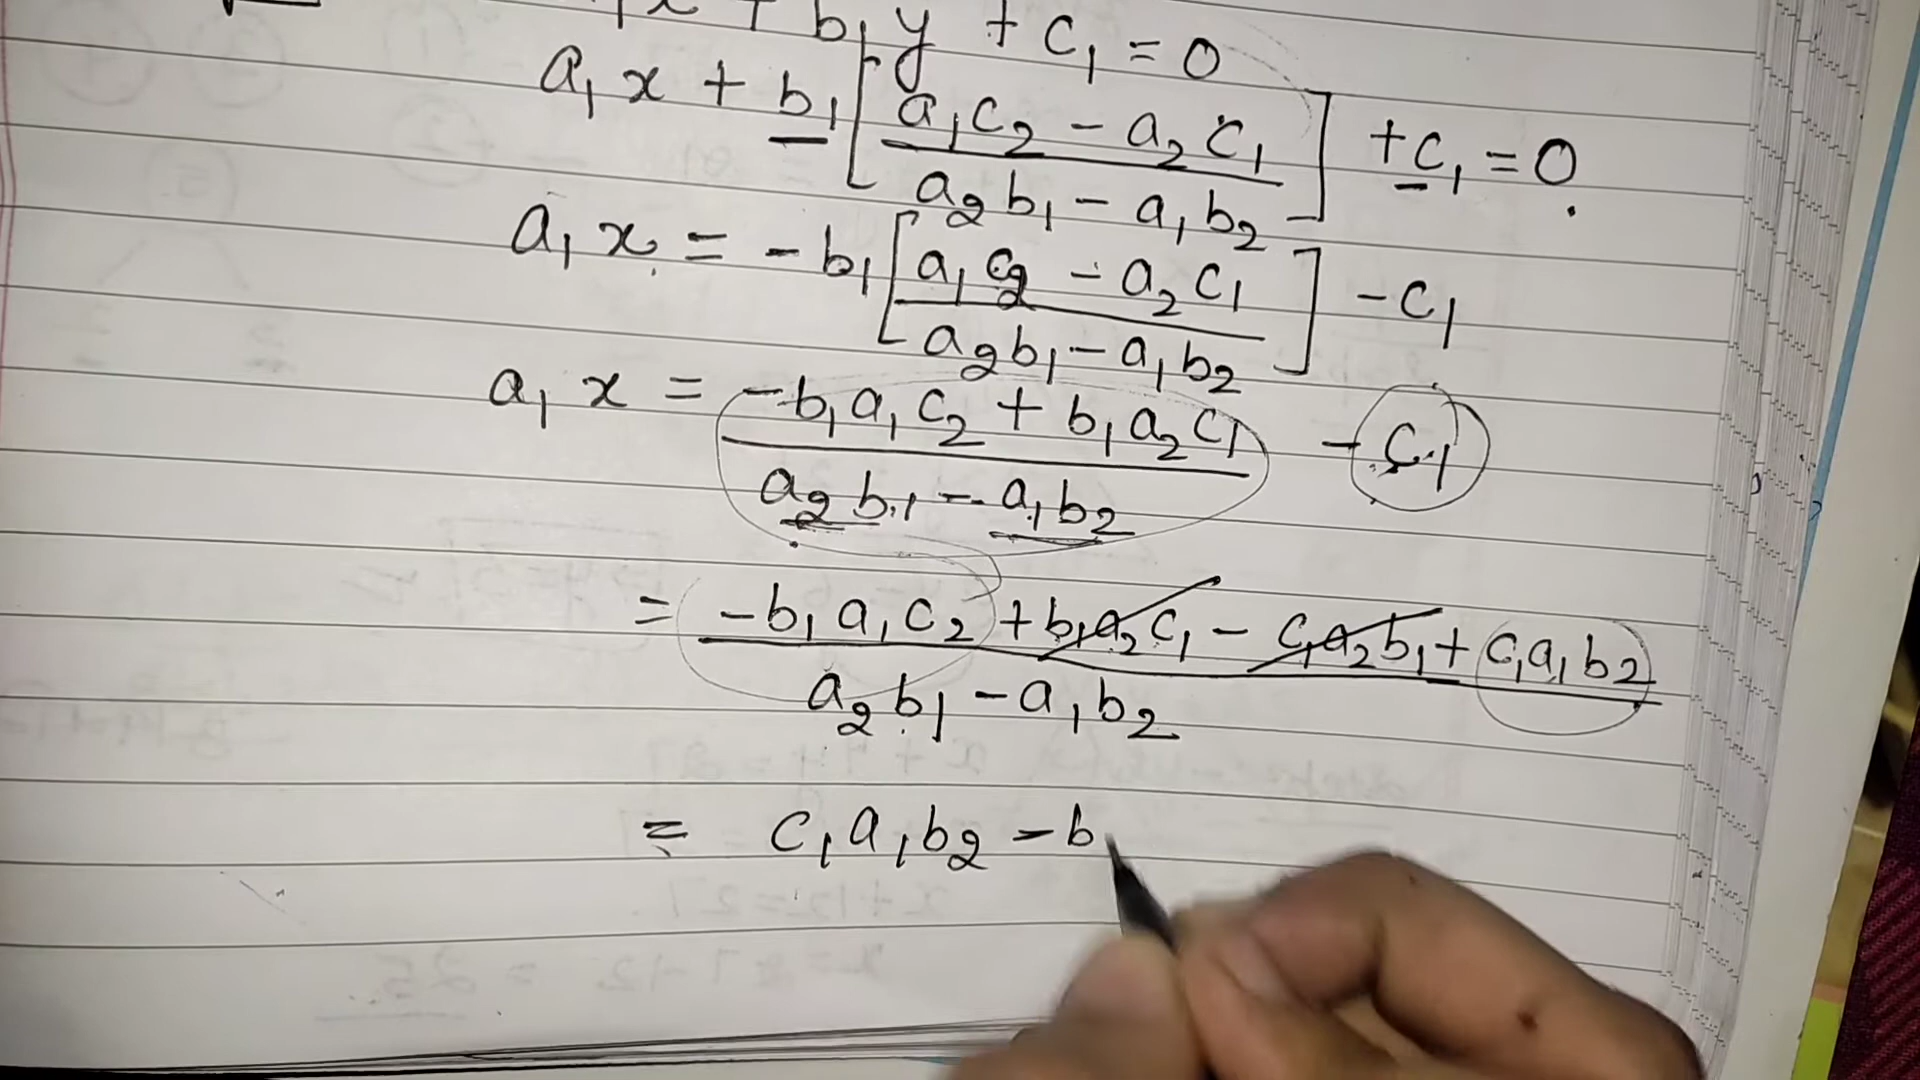 x + b₁y + c₁ = 0
a₁x + b₁[(a₁c₂ - a₂c₁)/(a₂b₁ - a₁b₂)] + c₁ = 0
a₁x = -b₁[(a₁c₂ - a₂c₁)/(a₂b₁ - a₁b₂)] - c₁
a₁x = (-b₁a₁c₂ + b₁a₂c₁)/(a₂b₁ - a₁b₂) - c₁
= (-b₁a₁c₂ + b₁a₂c₁ - c₁a₂b₁ + c₁a₁b₂)/(a₂b₁ - a₁b₂)
= c₁a₁b₂ - b